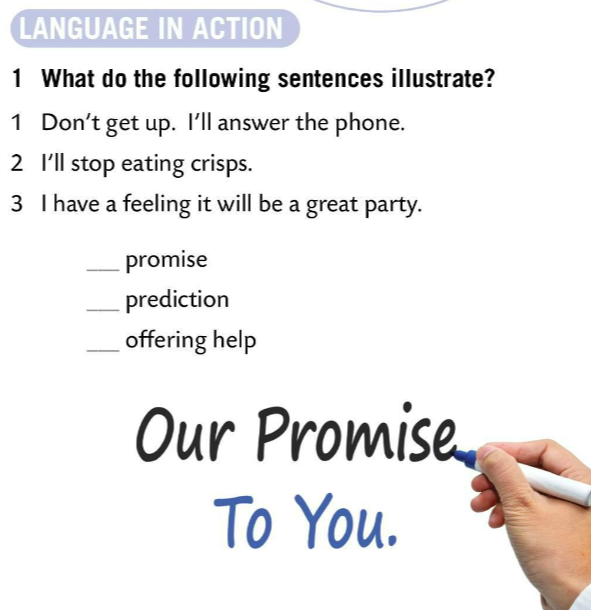 LANGUAGE IN ACTION
1 What do the following sentences illustrate?
1 Don't get up. I'll answer the phone.
2 I'll stop eating crisps.
3 I have a feeling it will be a great party.
___ promise
___ prediction
___ offering help
Our Promise
To You.